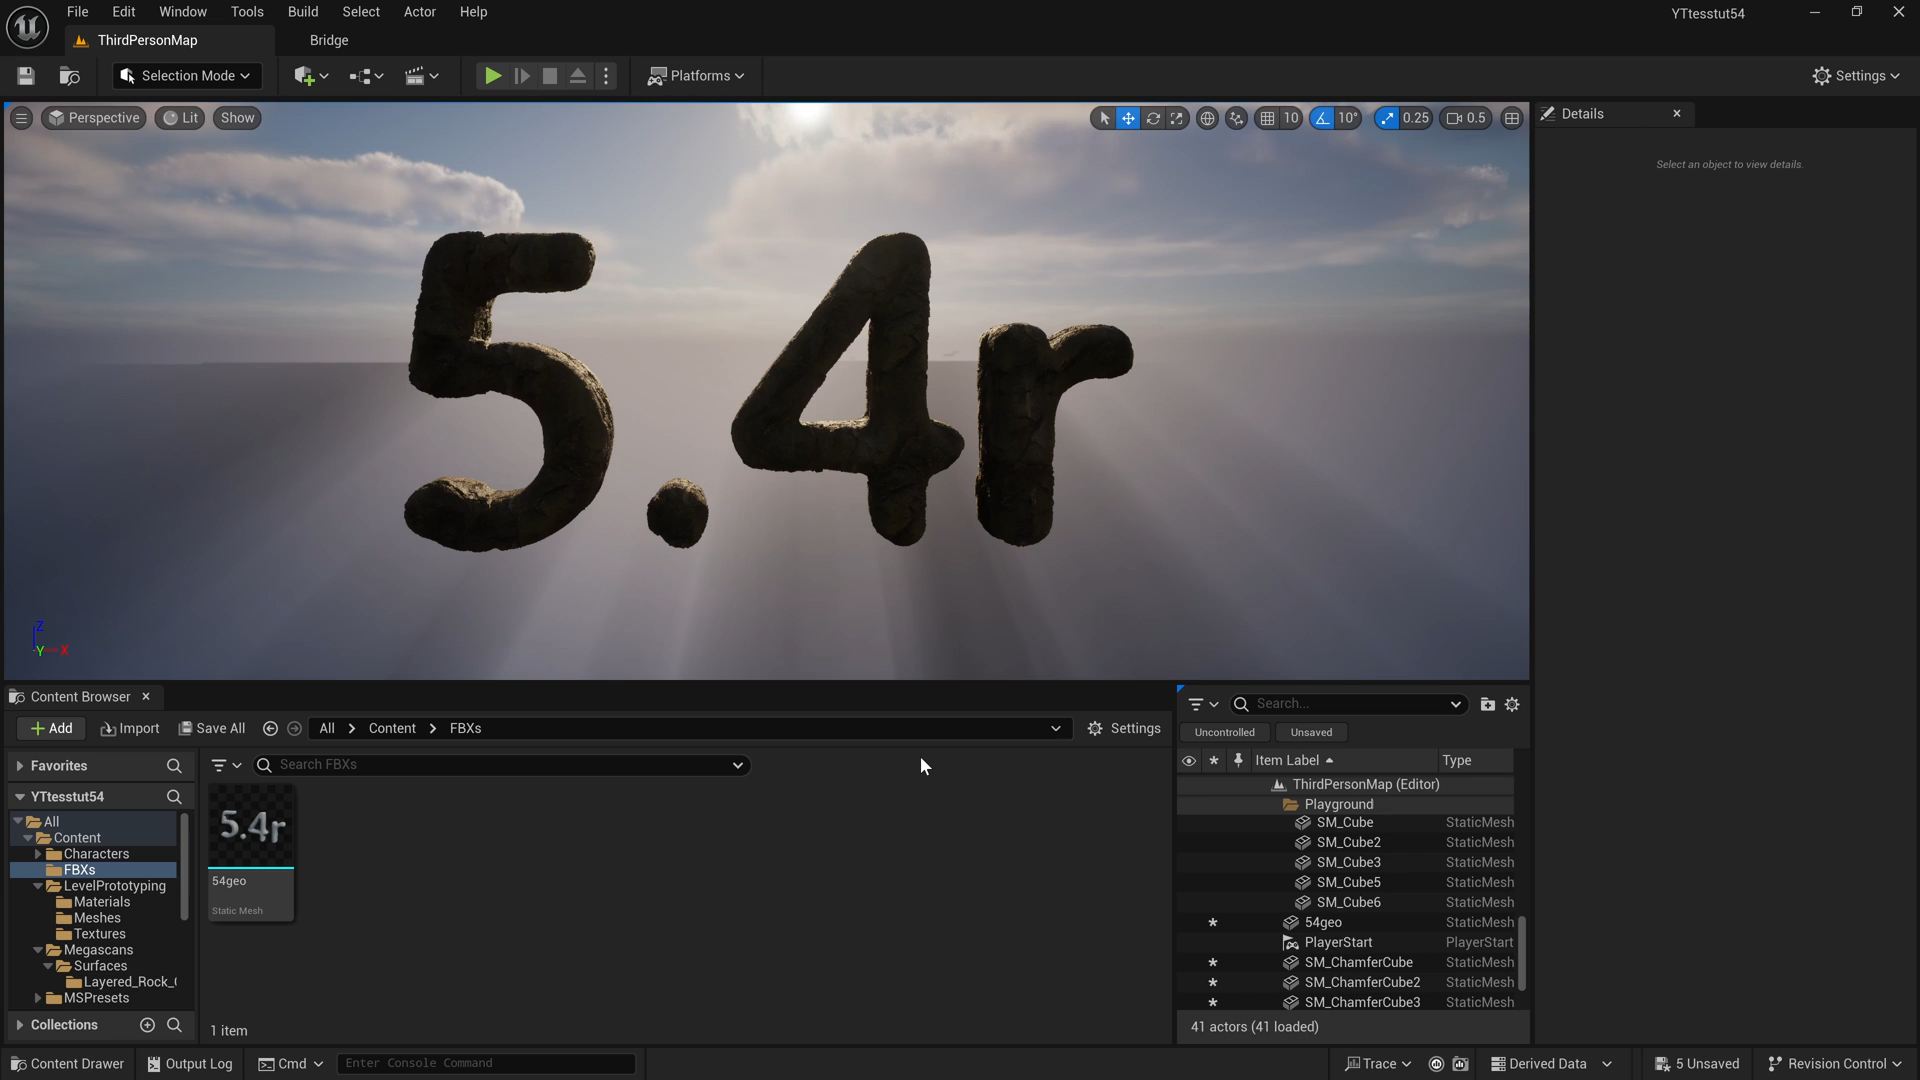 File Edit Window Tools Build Select Actor Help
YTtesstut54
ThirdPersonMap
Bridge
Selection Mode
Platforms
Settings
Perspective
Lit
Show
10
10°
0.25
0.5
Details
Select an object to view details.
5.4r
Z
Y
X
Content Browser
Add
Import
Save All
All
Content
FBXs
Settings
Favorites
Search FBXs
YTtesstut54
All
Content
Characters
FBXs
LevelPrototyping
Materials
Meshes
Textures
Megascans
Surfaces
Layered_Rock_
MSPresets
Collections
5.4r
54geo
Static Mesh
1 item
Search...
Uncontrolled
Unsaved
Item Label
Type
ThirdPersonMap (Editor)
Playground
SM_Cube StaticMesh
SM_Cube2 StaticMesh
SM_Cube3 StaticMesh
SM_Cube5 StaticMesh
SM_Cube6 StaticMesh
* 54geo StaticMesh
PlayerStart PlayerStart
* SM_ChamferCube StaticMesh
* SM_ChamferCube2 StaticMesh
* SM_ChamferCube3 StaticMesh
41 actors (41 loaded)
Content Drawer
Output Log
Cmd
Enter Console Command
Trace
Derived Data
5 Unsaved
Revision Control